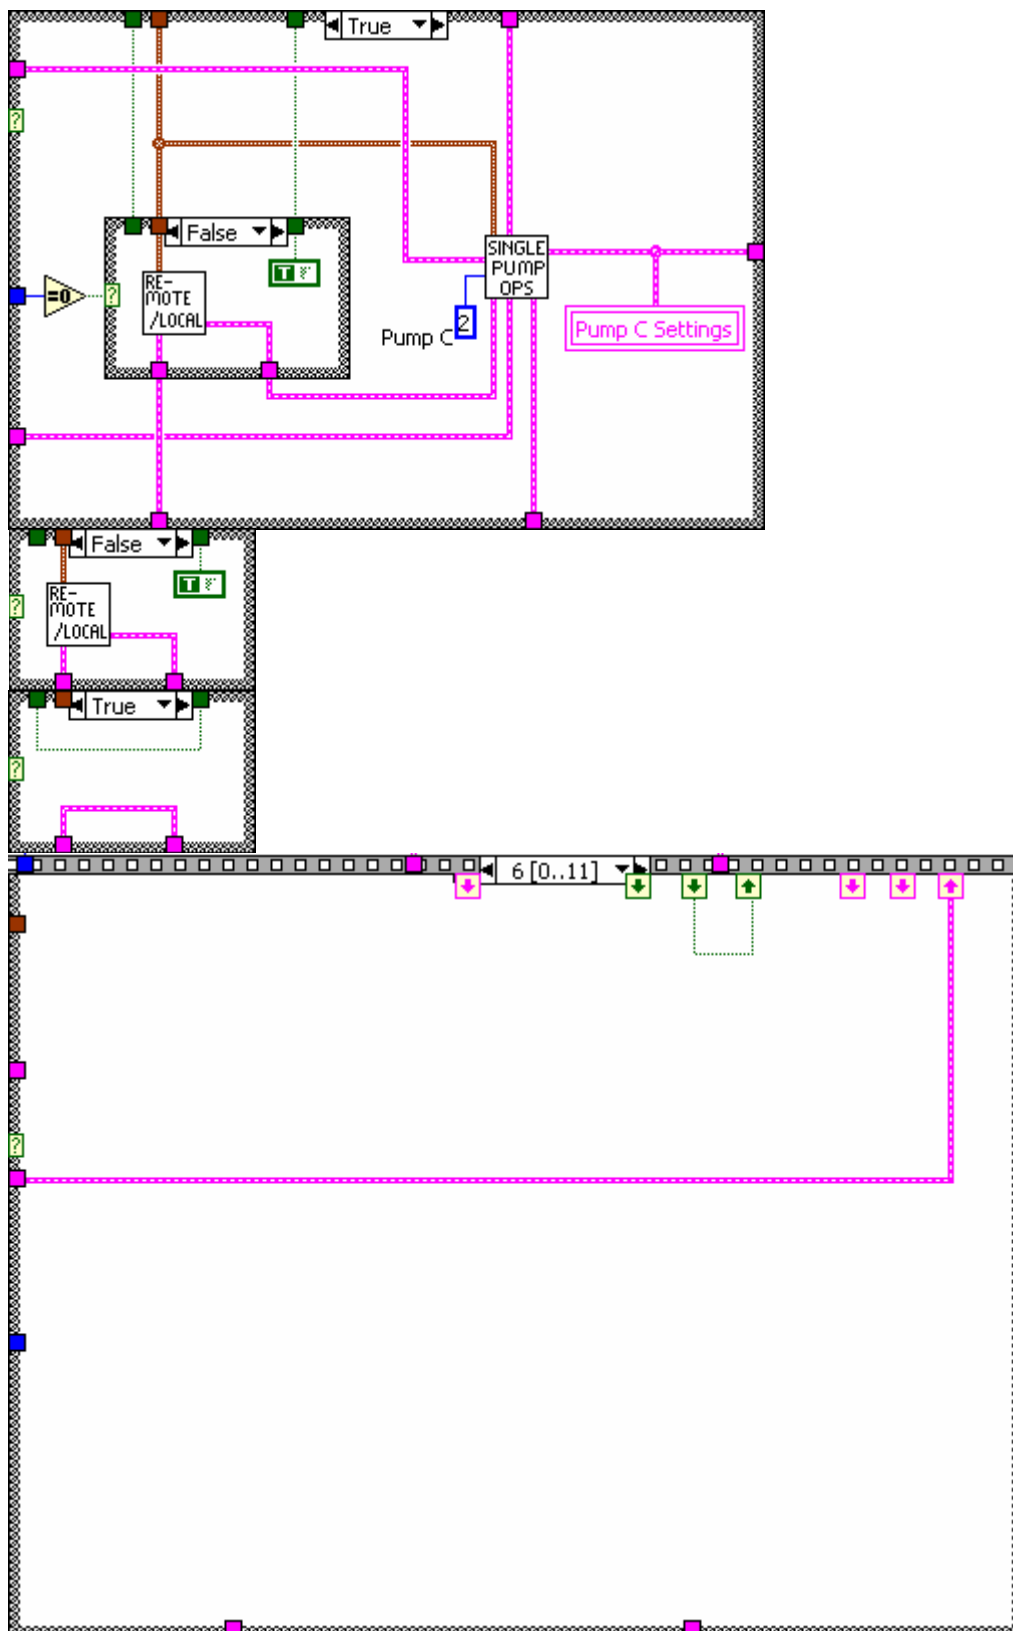 True
False
RE-
MOTE
/LOCAL
T
=0
?
?
SINGLE
PUMP
OPS
Pump C
2
Pump C Settings
False
T
RE-
MOTE
/LOCAL
?
True
?
6 [0..11]
?